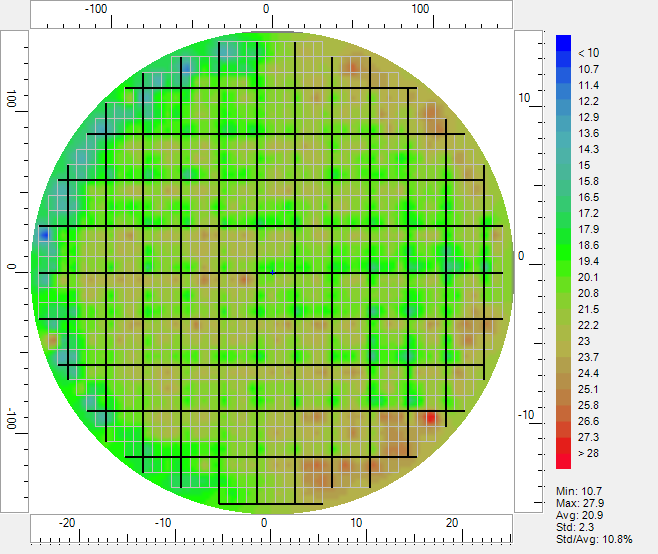 -100 0 100
100 0 -100
10 0 -10
-20 -10 0 10 20
< 10
10.7
11.4
12.2
12.9
13.6
14.3
15
15.8
16.5
17.2
17.9
18.6
19.4
20.1
20.8
21.5
22.2
23
23.7
24.4
25.1
25.8
26.6
27.3
> 28
Min: 10.7
Max: 27.9
Avg: 20.9
Std: 2.3
Std/Avg: 10.8%